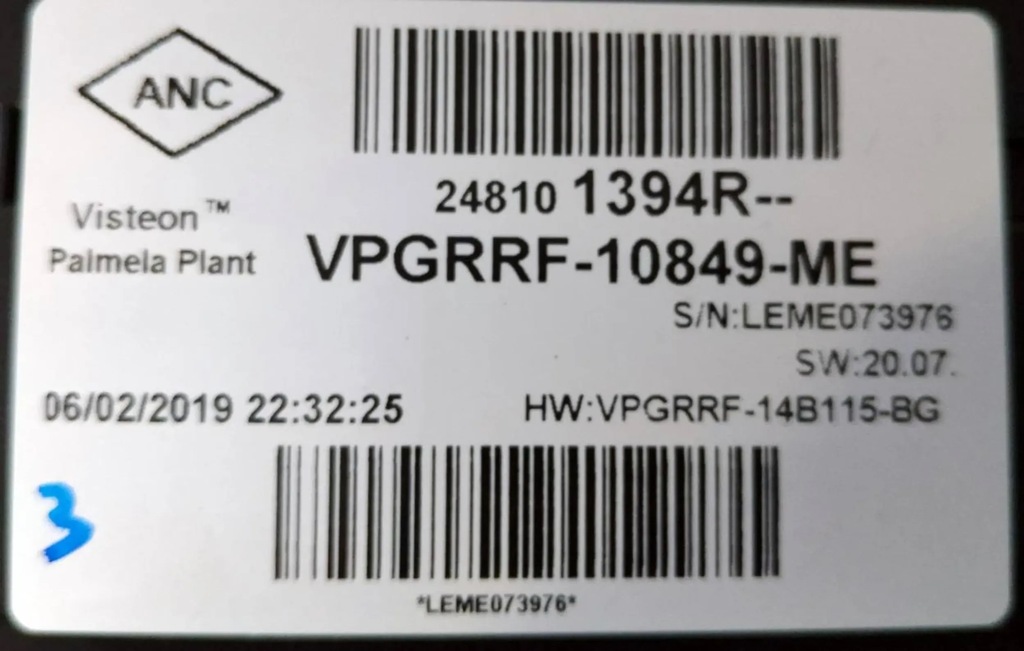 ANC
24810 1394R--
Visteon™
Palmela Plant
VPGRRF-10849-ME
S/N:LEME073976
SW:20.07.
06/02/2019 22:32:25
HW:VPGRRF-14B115-BG
3
*LEME073976*